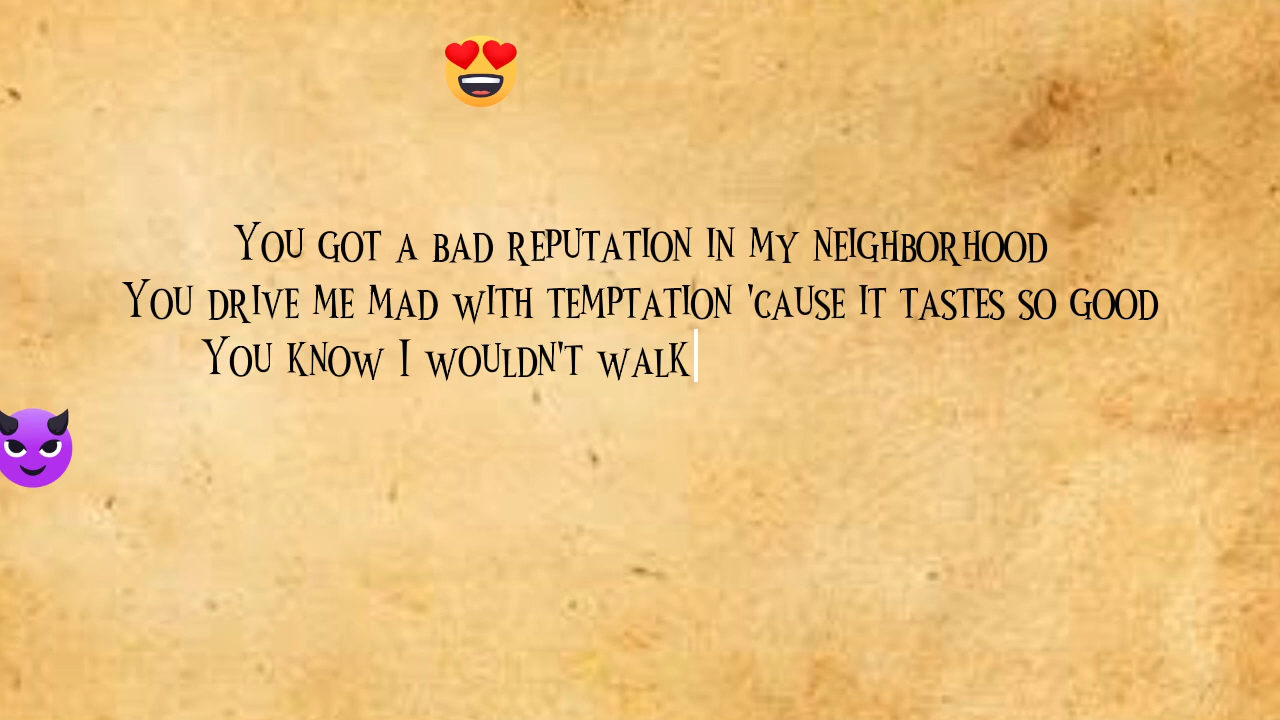 You got a bad reputation in my neighborhood
You drive me mad with temptation 'cause it tastes so good
You know I wouldn't walk